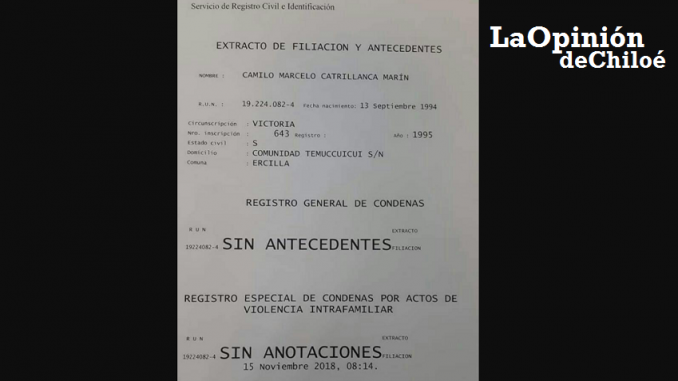 Servicio de Registro Civil e Identificación
LaOpinión
deChiloé
EXTRACTO DE FILIACION Y ANTECEDENTES
NOMBRE : CAMILO MARCELO CATRILLANCA MARÍN
R.U.N. : 19.224.082-4 Fecha nacimiento: 13 Septiembre 1994
Circunscripción : VICTORIA
Nro. inscripción : 643 Registro : Año : 1995
Estado civil : S
Domicilio : COMUNIDAD TEMUCCUICUI S/N
Comuna : ERCILLA
REGISTRO GENERAL DE CONDENAS
R U N EXTRACTO
19224082-4 SIN ANTECEDENTES FILIACION
REGISTRO ESPECIAL DE CONDENAS POR ACTOS DE
VIOLENCIA INTRAFAMILIAR
R U N EXTRACTO
19224082-4 SIN ANOTACIONES FILIACION
15 Noviembre 2018, 08:14.